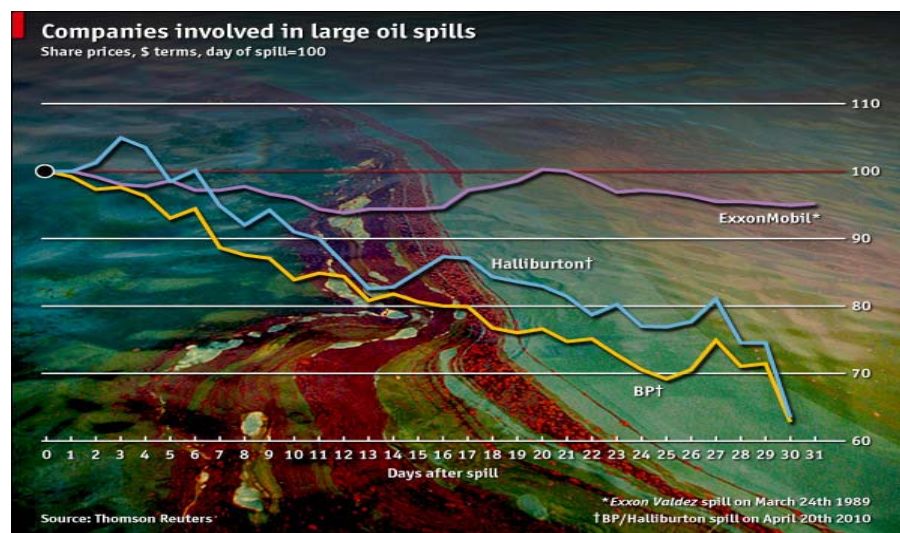 Companies involved in large oil spills
Share prices, $ terms, day of spill=100
110
100
ExxonMobil*
90
Halliburton†
80
70
BP†
60
0 1 2 3 4 5 6 7 8 9 10 11 12 13 14 15 16 17 18 19 20 21 22 23 24 25 26 27 28 29 30 31
Days after spill
*Exxon Valdez spill on March 24th 1989
Source: Thomson Reuters
†BP/Halliburton spill on April 20th 2010